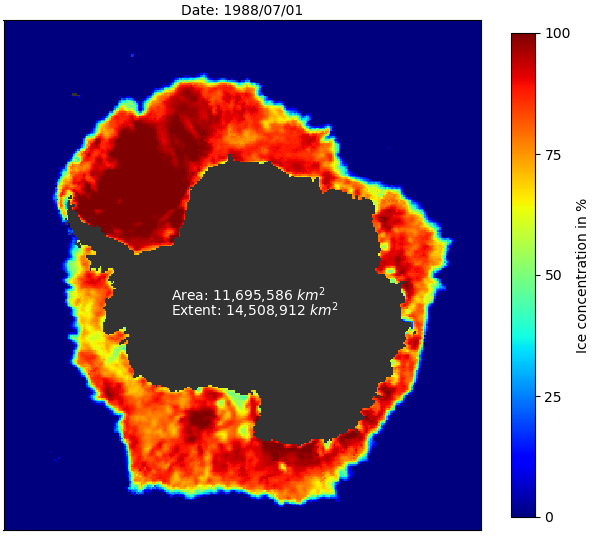 Date: 1988/07/01
Area: 11,695,586 km²
Extent: 14,508,912 km²
100
75
50
25
0
Ice concentration in %